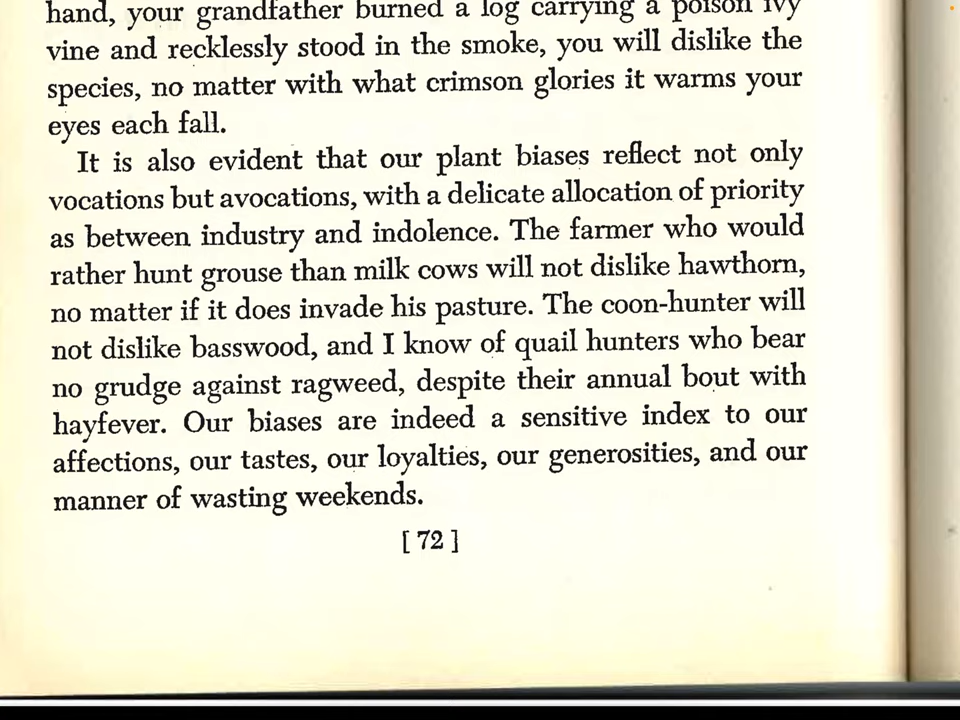 hand, your grandfather burned a log carrying a poison ivy
vine and recklessly stood in the smoke, you will dislike the
species, no matter with what crimson glories it warms your
eyes each fall.
It is also evident that our plant biases reflect not only
vocations but avocations, with a delicate allocation of priority
as between industry and indolence. The farmer who would
rather hunt grouse than milk cows will not dislike hawthorn,
no matter if it does invade his pasture. The coon-hunter will
not dislike basswood, and I know of quail hunters who bear
no grudge against ragweed, despite their annual bout with
hayfever. Our biases are indeed a sensitive index to our
affections, our tastes, our loyalties, our generosities, and our
manner of wasting weekends.
[ 72 ]